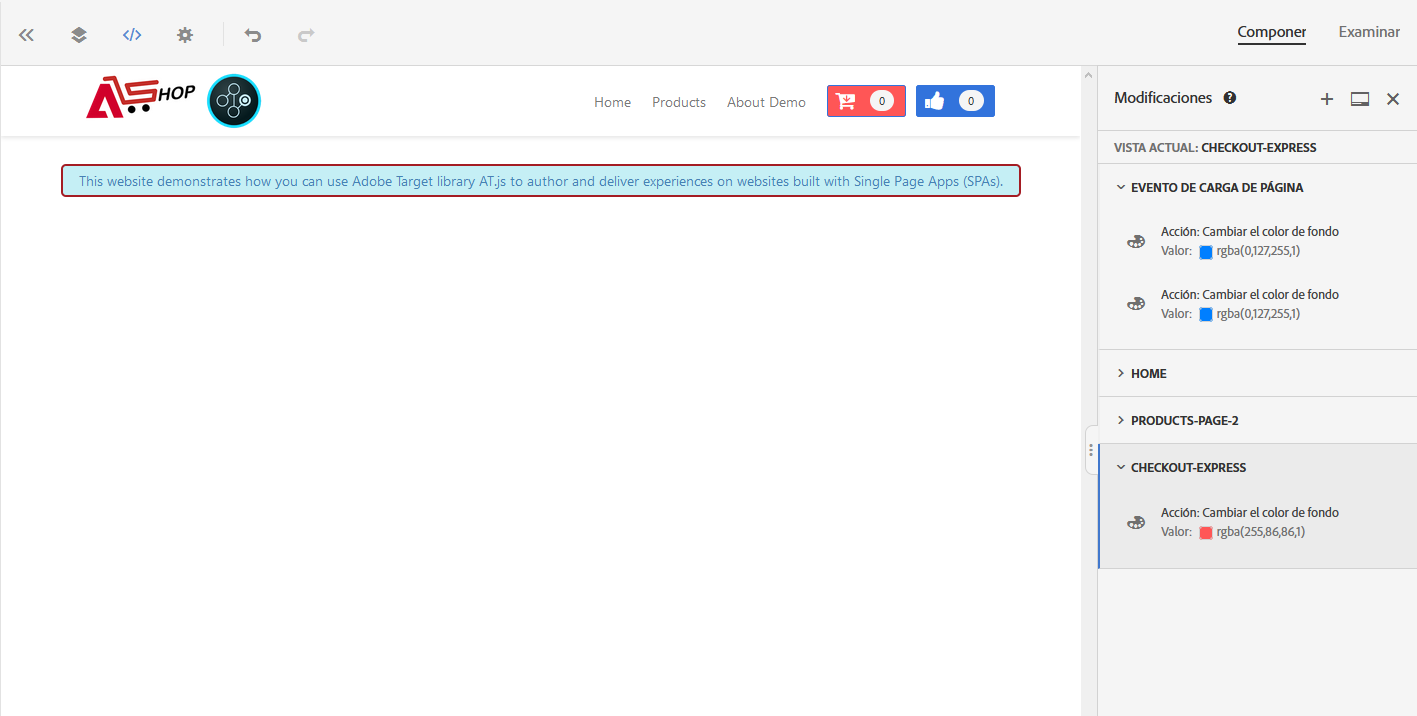 Componer
Examinar
SHOP
Home
Products
About Demo
0
0
This website demonstrates how you can use Adobe Target library AT.js to author and deliver experiences on websites built with Single Page Apps (SPAs).
Modificaciones
VISTA ACTUAL: CHECKOUT-EXPRESS
EVENTO DE CARGA DE PÁGINA
Acción: Cambiar el color de fondo
Valor: rgba(0,127,255,1)
Acción: Cambiar el color de fondo
Valor: rgba(0,127,255,1)
HOME
PRODUCTS-PAGE-2
CHECKOUT-EXPRESS
Acción: Cambiar el color de fondo
Valor: rgba(255,86,86,1)